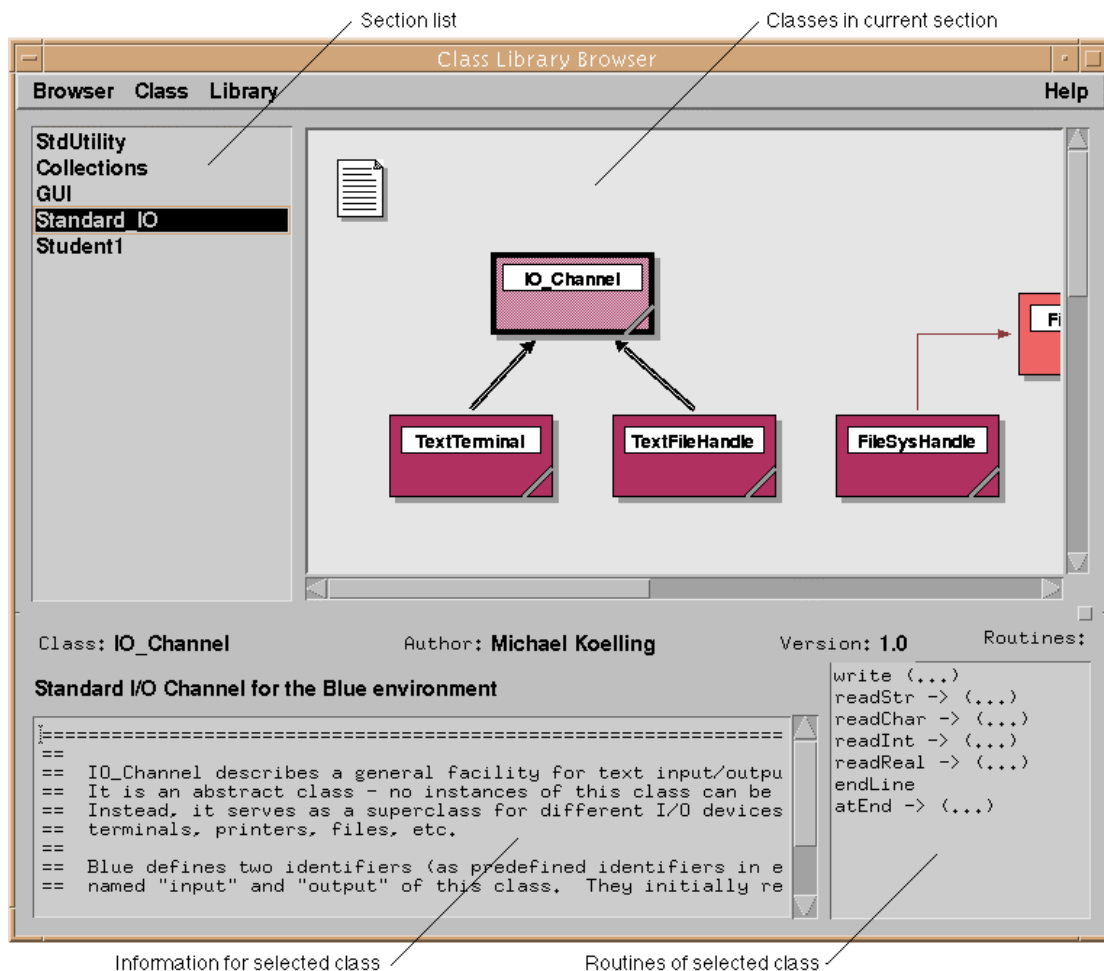 Section list
Classes in current section
Class Library Browser
Browser Class Library Help
StdUtility
Collections
GUI
Standard_IO
Student1
IO_Channel
Fi
TextTerminal
TextFileHandle
FileSysHandle
Class: IO_Channel
Author: Michael Koelling
Version: 1.0
Routines:
Standard I/O Channel for the Blue environment
=================================================================
==
== IO_Channel describes a general facility for text input/outpu
== It is an abstract class - no instances of this class can be
== Instead, it serves as a superclass for different I/O devices
== terminals, printers, files, etc.
==
== Blue defines two identifiers (as predefined identifiers in e
== named "input" and "output" of this class. They initially re
write (...)
readStr -> (...)
readChar -> (...)
readInt -> (...)
readReal -> (...)
endLine
atEnd -> (...)
Information for selected class
Routines of selected class